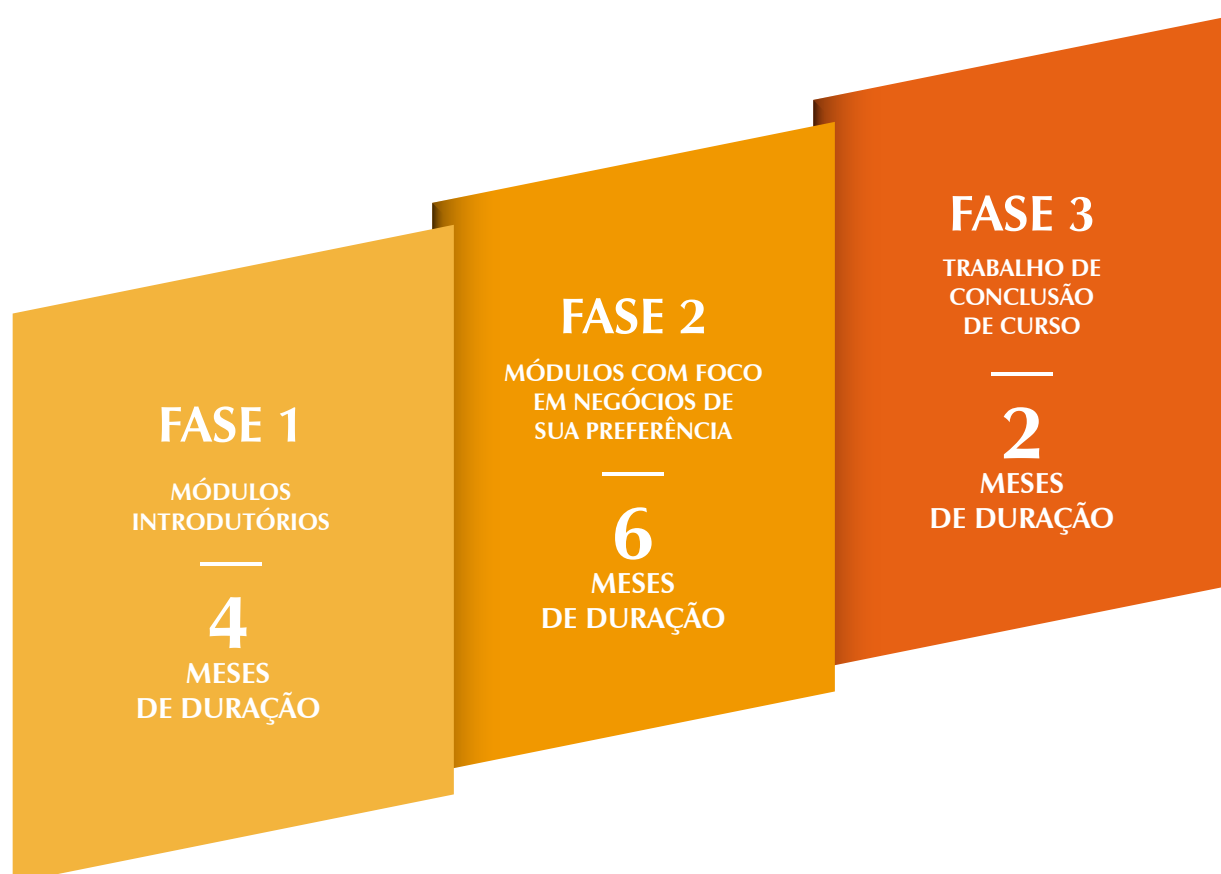 FASE 1
MÓDULOS
INTRODUTÓRIOS
4
MESES
DE DURAÇÃO
FASE 2
MÓDULOS COM FOCO
EM NEGÓCIOS DE
SUA PREFERÊNCIA
6
MESES
DE DURAÇÃO
FASE 3
TRABALHO DE
CONCLUSÃO
DE CURSO
2
MESES
DE DURAÇÃO